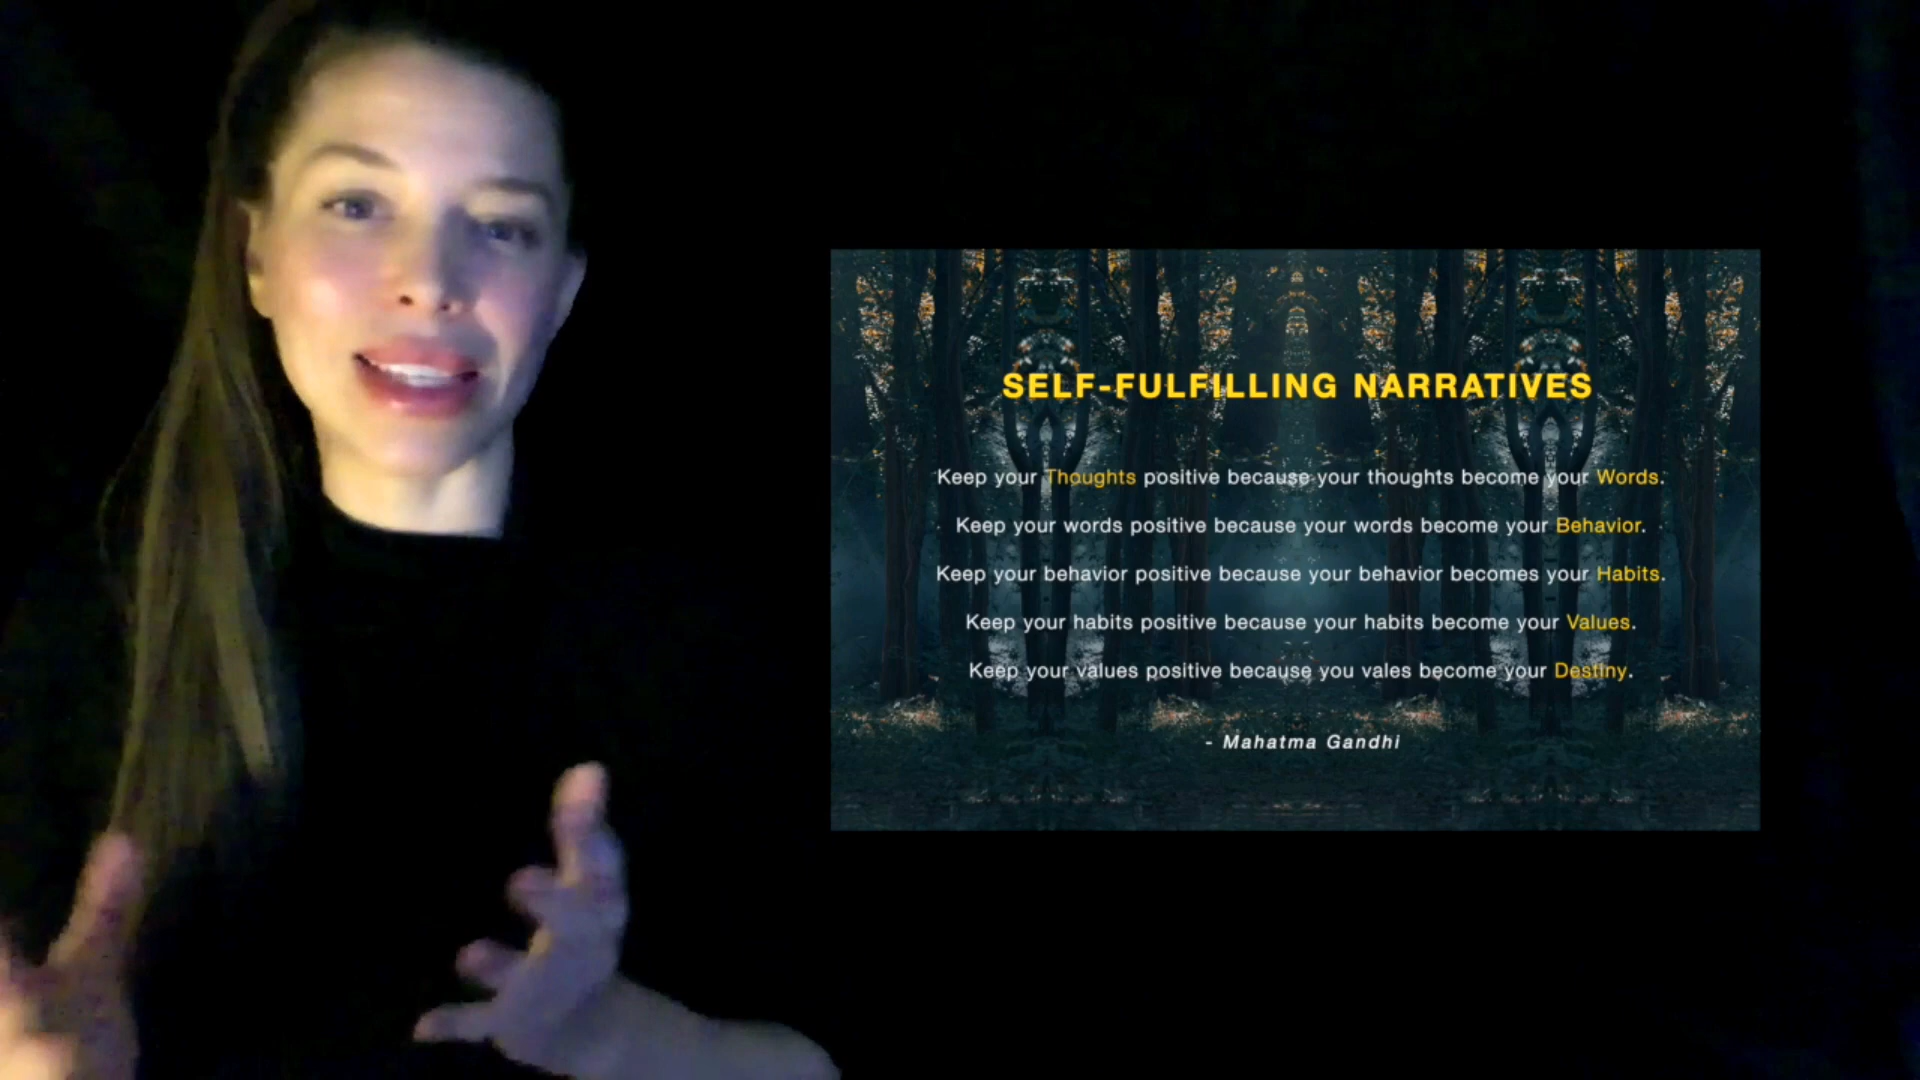 SELF-FULFILLING NARRATIVES
Keep your Thoughts positive because your thoughts become your Words.
Keep your words positive because your words become your Behavior.
Keep your behavior positive because your behavior becomes your Habits.
Keep your habits positive because your habits become your Values.
Keep your values positive because you vales become your Destiny.
- Mahatma Gandhi